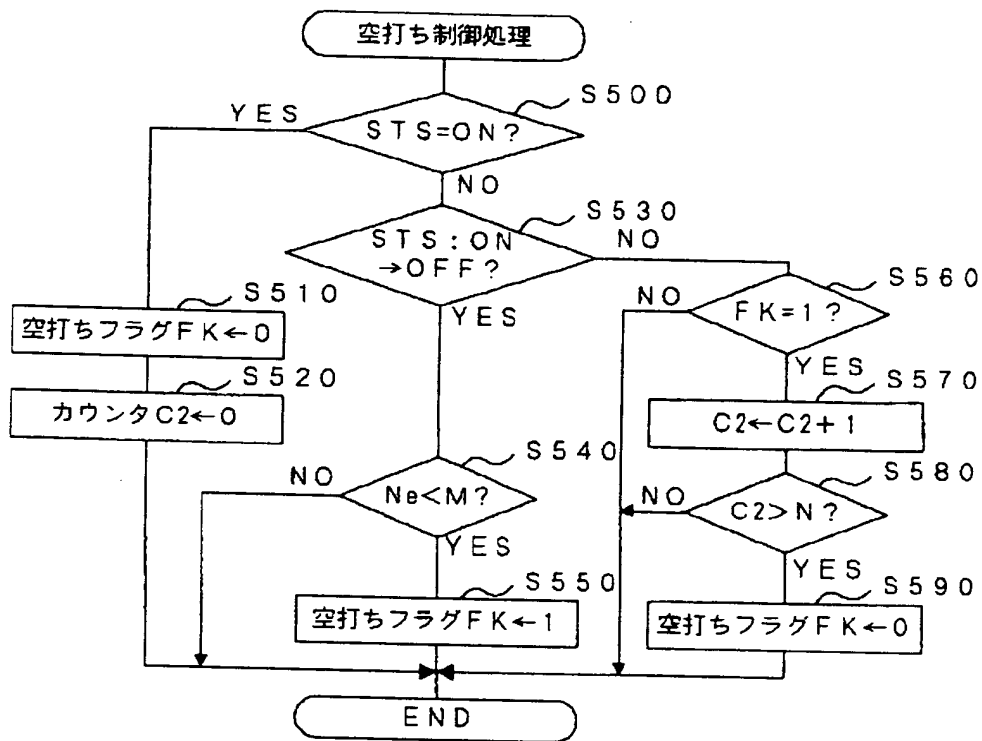 空打ち制御処理
S500
YES
STS=ON?
NO
S530
STS:ON
→OFF?
NO
S510
YES
S560
NO
FK=1?
空打ちフラグFK←0
YES
S520
S570
カウンタC2←0
C2←C2+1
S540
S580
NO
Ne<M?
NO
C2>N?
YES
YES
S550
S590
空打ちフラグFK←1
空打ちフラグFK←0
END